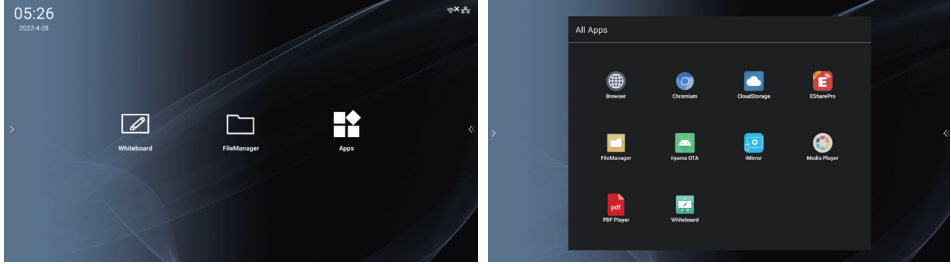 05:26
2022-4-28
Whiteboard
FileManager
Apps
All Apps
Browser
Chromium
CloudStorage
E
ESharePro
FileManager
iiyama OTA
iMirror
Media Player
pdf
PDF Player
Whiteboard